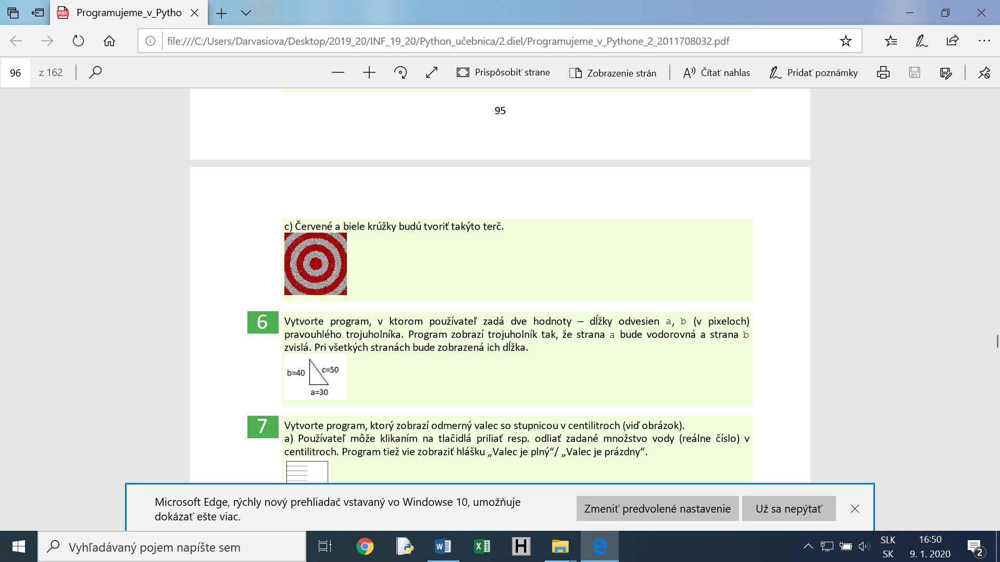 Programujeme_v_Pytho
file:///C:/Users/Darvasiova/Desktop/2019_20/INF_19_20/Python_učebnica/2.diel/Programujeme_v_Pythone_2_2011708032.pdf
96 z 162 Prispôsobiť strane Zobrazenie strán Čítať nahlas Pridať poznámky
95
c) Červené a biele krúžky budú tvoriť takýto terč.
6 Vytvorte program, v ktorom používateľ zadá dve hodnoty – dĺžky odvesien a, b (v pixeloch)
pravouhlého trojuholníka. Program zobrazí trojuholník tak, že strana a bude vodorovná a strana b
zvislá. Pri všetkých stranách bude zobrazená ich dĺžka.
b=40 c=50
a=30
7 Vytvorte program, ktorý zobrazí odmerný valec so stupnicou v centilitroch (viď obrázok).
a) Používateľ môže klikaním na tlačidlá priliať resp. odliať zadané množstvo vody (reálne číslo) v
centilitroch. Program tiež vie zobraziť hlášku „Valec je plný“/ „Valec je prázdny“.
Microsoft Edge, rýchly nový prehliadač vstavaný vo Windowse 10, umožňuje
dokázať ešte viac.
Zmeniť predvolené nastavenie Už sa nepýtať
Vyhľadávaný pojem napíšte sem
SLK
SK
16:50
9. 1. 2020
2